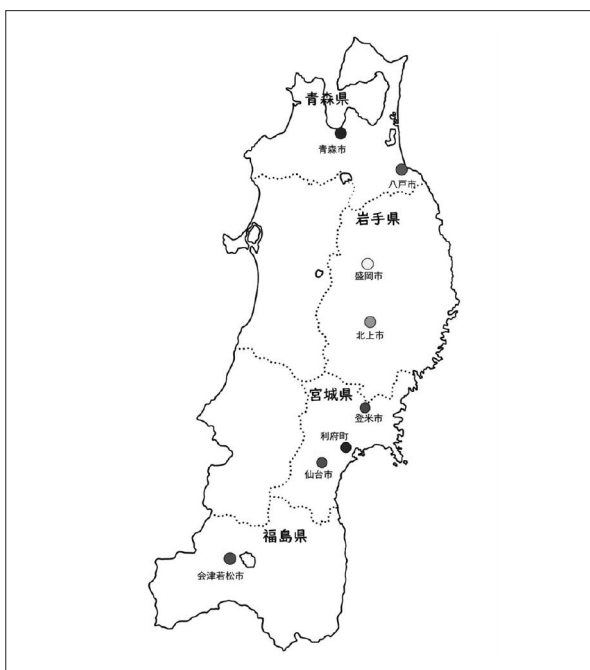 青森県
青森市
八戸市
岩手県
盛岡市
北上市
宮城県
登米市
利府町
仙台市
福島県
会津若松市